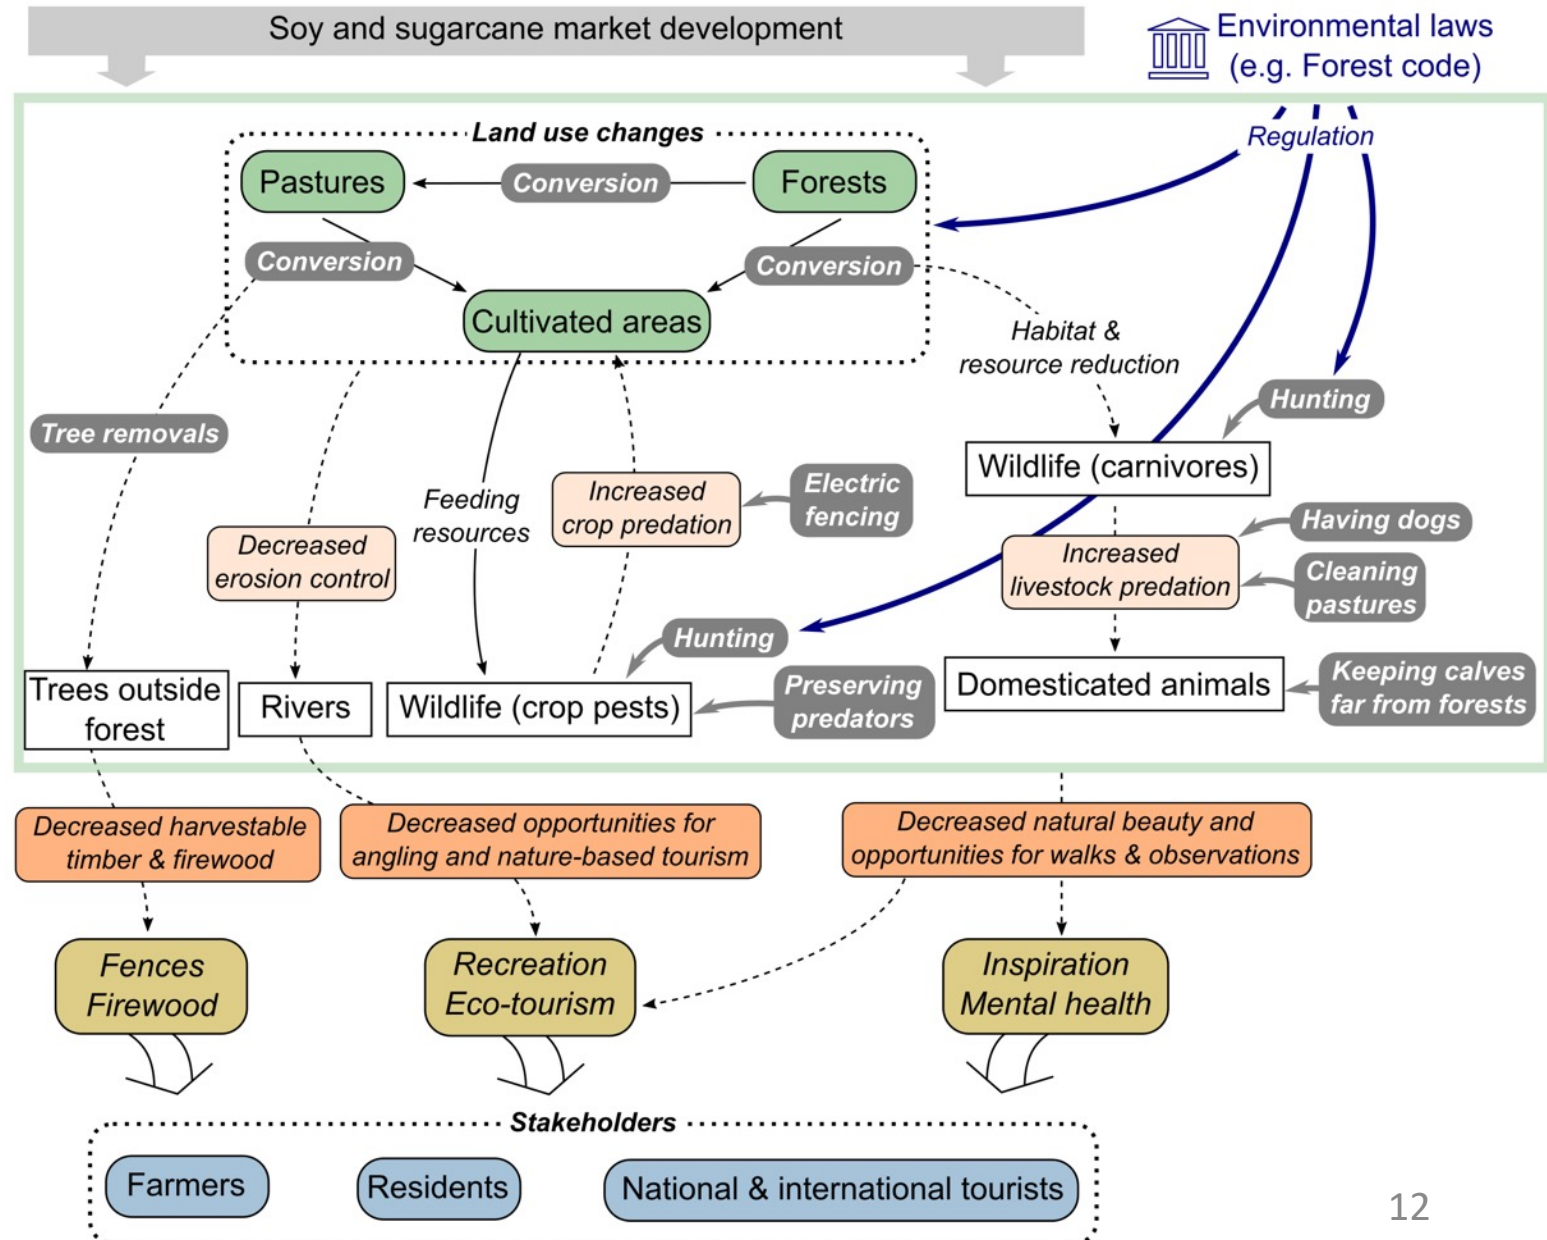 Soy and sugarcane market development
Environmental laws
(e.g. Forest code)
Regulation
Land use changes
Pastures
Conversion
Forests
Conversion
Conversion
Cultivated areas
Habitat &
resource reduction
Hunting
Tree removals
Wildlife (carnivores)
Feeding
resources
Increased
crop predation
Electric
fencing
Having dogs
Decreased
erosion control
Increased
livestock predation
Cleaning
pastures
Hunting
Trees outside
forest
Rivers
Wildlife (crop pests)
Preserving
predators
Domesticated animals
Keeping calves
far from forests
Decreased harvestable
timber & firewood
Decreased opportunities for
angling and nature-based tourism
Decreased natural beauty and
opportunities for walks & observations
Fences
Firewood
Recreation
Eco-tourism
Inspiration
Mental health
Stakeholders
Farmers
Residents
National & international tourists
12